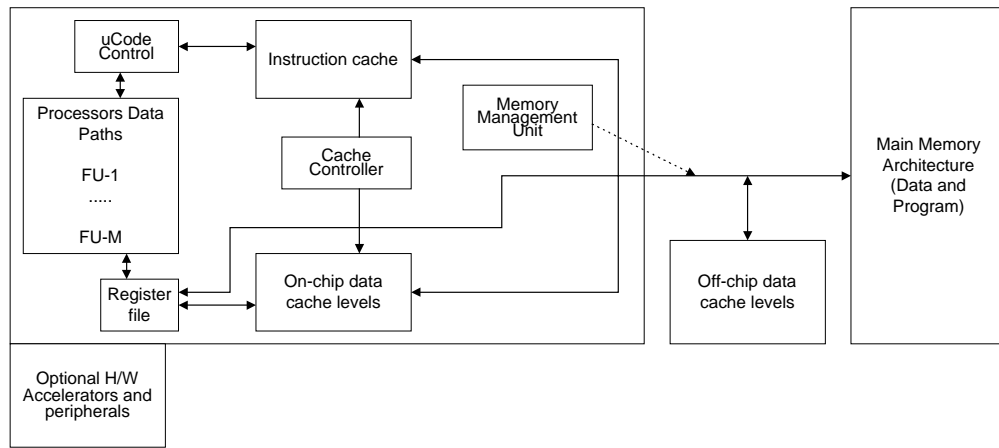 uCode
Control
Instruction cache
Processors Data
Paths
FU-1
.....
FU-M
Memory
Management
Unit
Cache
Controller
Main Memory
Architecture
(Data and
Program)
Register
file
On-chip data
cache levels
Off-chip data
cache levels
Optional H/W
Accelerators and
peripherals